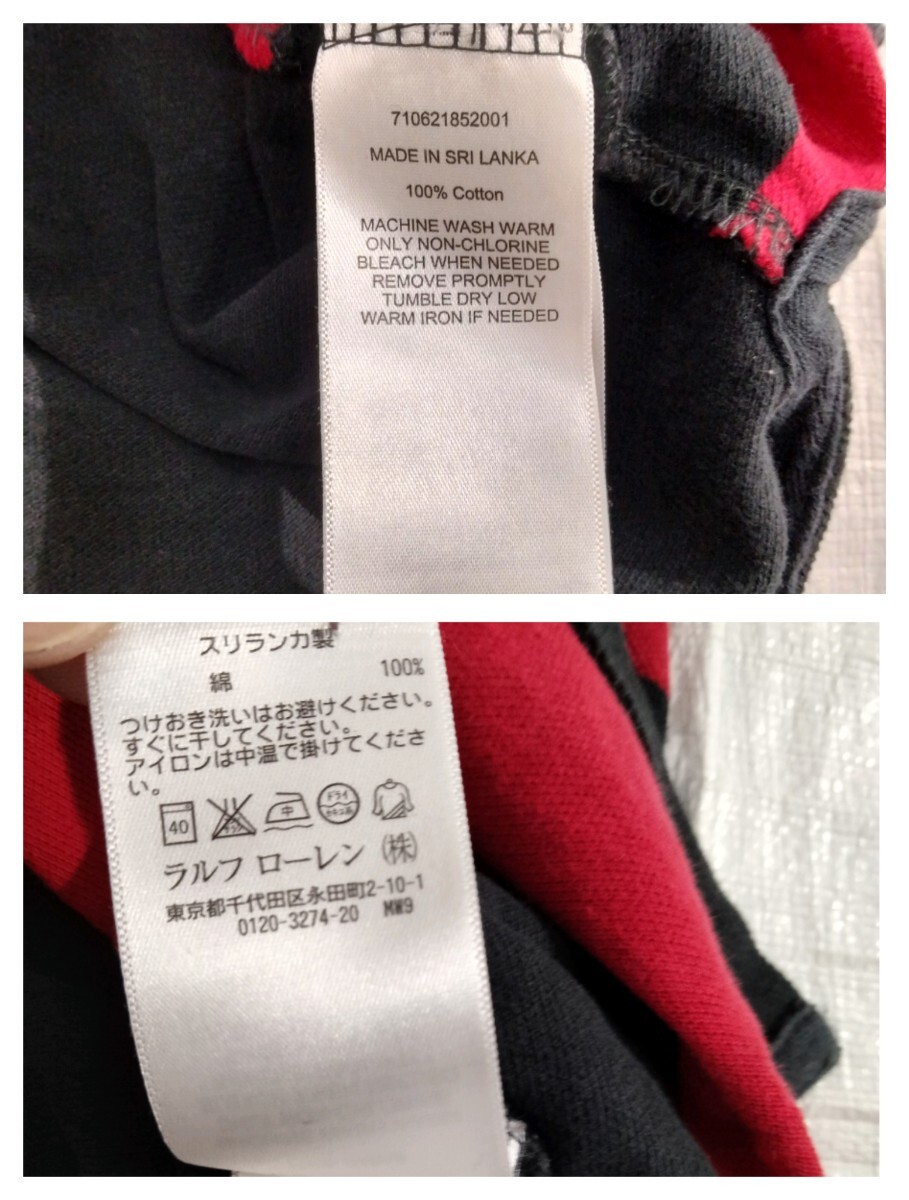 710621852001
MADE IN SRI LANKA
100% Cotton
MACHINE WASH WARM
ONLY NON-CHLORINE
BLEACH WHEN NEEDED
REMOVE PROMPTLY
TUMBLE DRY LOW
WARM IRON IF NEEDED
スリランカ製
綿 100%
つけおき洗いはお避けください。
すぐに干してください。
アイロンは中温で掛けてくださ
い。
40 中 ドライ
ラルフ ローレン (株)
東京都千代田区永田町2-10-1
0120-3274-20 MW9